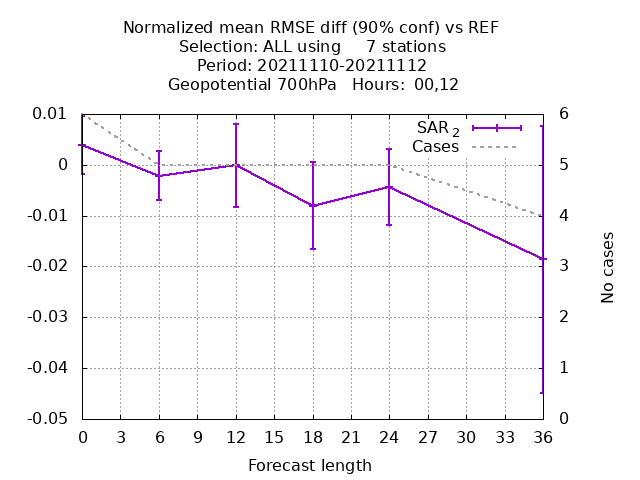 Normalized mean RMSE diff (90% conf) vs REF
Selection: ALL using     7 stations
Period: 20211110-20211112
Geopotential 700hPa   Hours:  00,12
SAR 2
Cases
0.01
0
-0.01
-0.02
-0.03
-0.04
-0.05
6
5
4
3
2
1
0
No cases
0 3 6 9 12 15 18 21 24 27 30 33 36
Forecast length